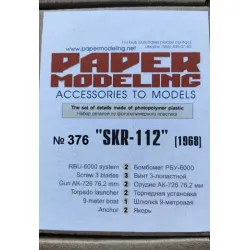 www.papermodeling.net
PAPER
MODELING
ACCESSORIES TO MODELS
The set of details made of photopolymer plastic
Набор деталей из фотополимерного пластика
№ 376 "SKR-112" (1968)
RBU-6000 system 2 Бомбомет РБУ-6000
Screw 3 blades 3 Винт 3-лопастной
Gun AK-726 76,2 mm 2 Орудие АК-726 76,2 мм
Torpedo launcher 2 Торпедная установка
9-meter boat 1 Шлюпка 9-метровая
Anchor 2 Якорь